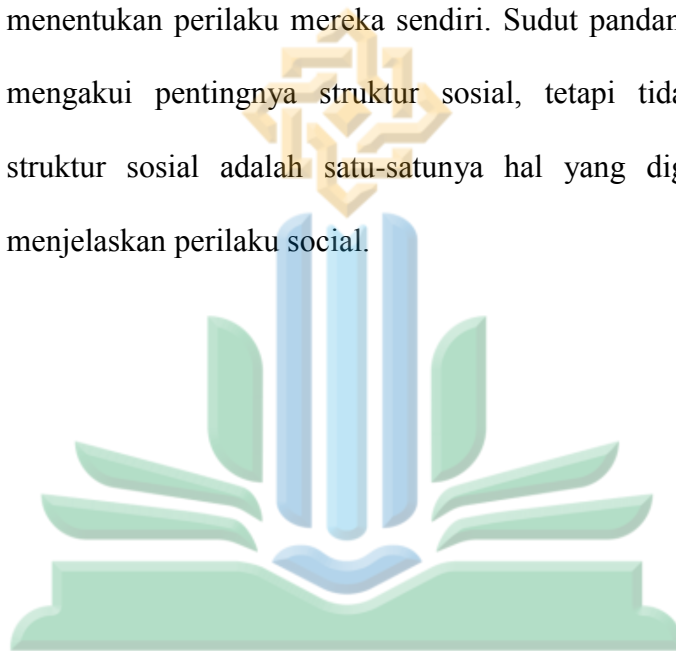 menentukan perilaku mereka sendiri. Sudut pandan
mengakui pentingnya struktur sosial, tetapi tida
struktur sosial adalah satu-satunya hal yang dig
menjelaskan perilaku social.